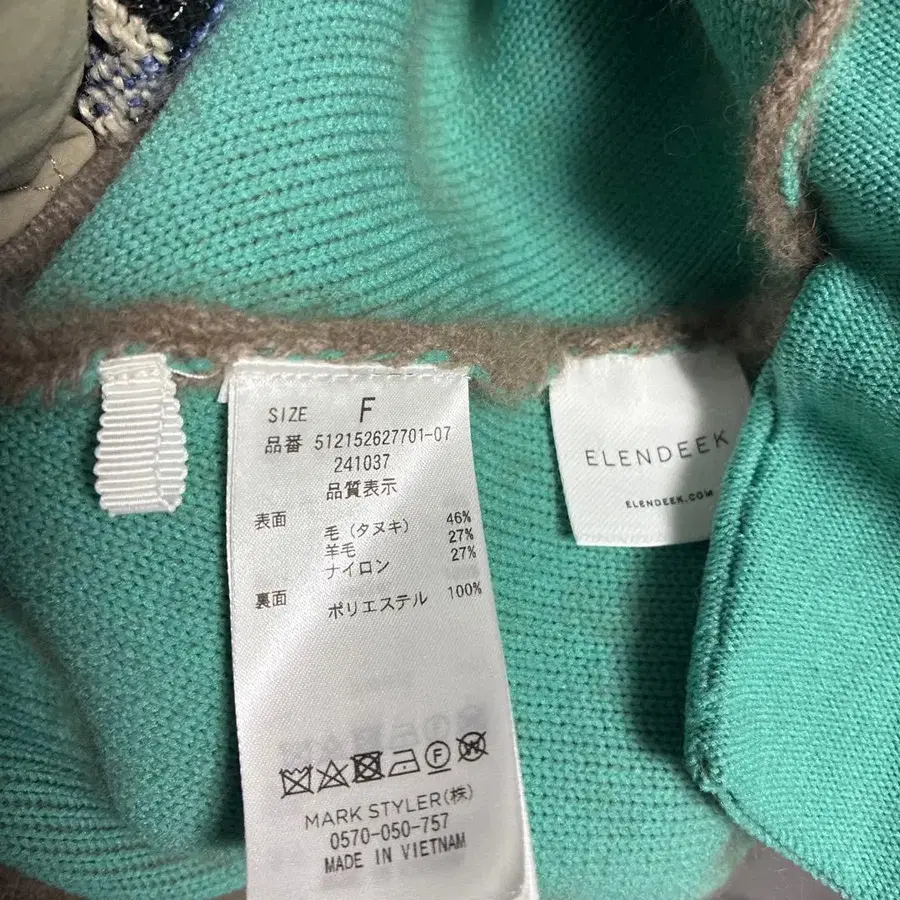 SIZE F
品番 512152627701-07
241037
品質表示
表面 毛（タヌキ） 46%
羊毛 27%
ナイロン 27%
裏面 ポリエステル 100%
MARK STYLER(株)
0570-050-757
MADE IN VIETNAM
ELENDEEK
ELENDEEK.COM